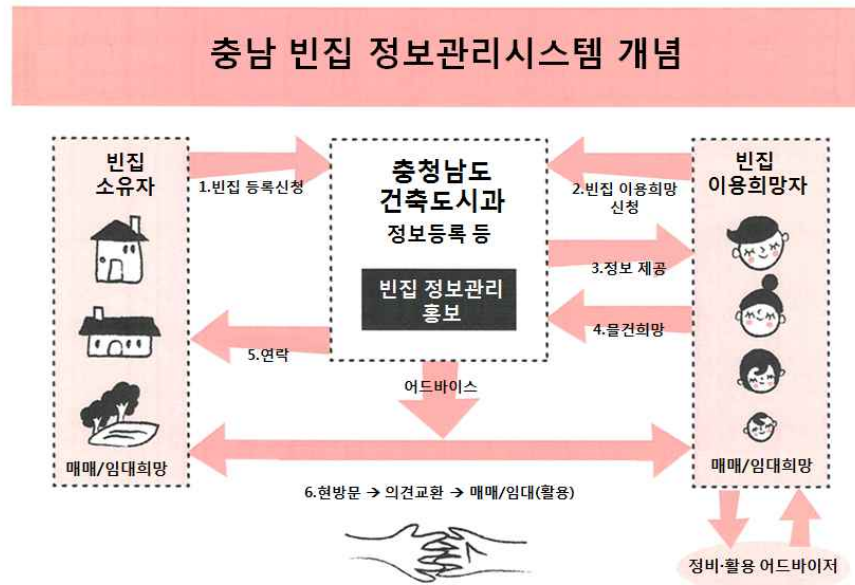 충남 빈집 정보관리시스템 개념
빈집
소유자
매매/임대희망
1.빈집 등록신청
충청남도
건축도시과
정보등록 등
빈집 정보관리
홍보
2.빈집 이용희망
신청
3.정보 제공
4.물건희망
5.연락
어드바이스
빈집
이용희망자
매매/임대희망
6.현방문 → 의견교환 → 매매/임대(활용)
정비·활용 어드바이저